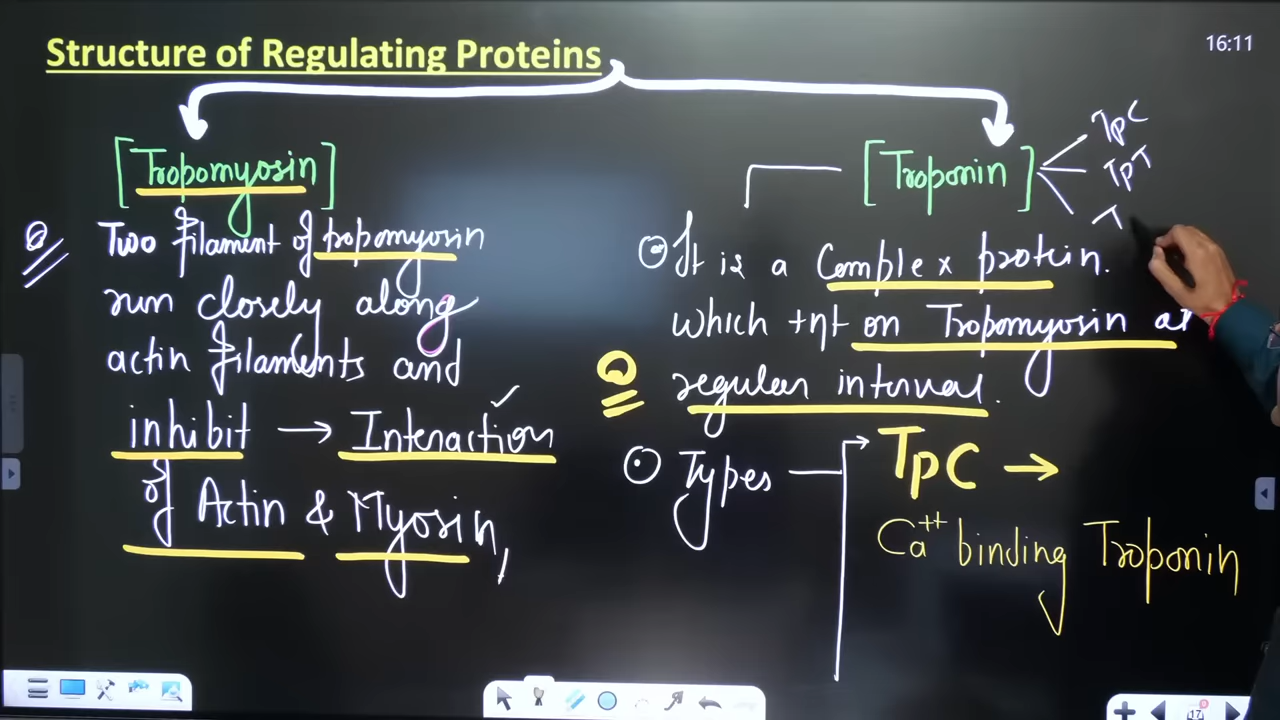 Structure of Regulating Proteins
16:11
[Tropomyosin]
Q Two filament of tropomyosin
run closely along
actin filaments and
inhibit → Interaction
of Actin & Myosin,
[Troponin]
TpC
TpT
T
It is a Complex protein.
which +nt on Tropomyosin at
Q regular interval.
Types
TpC →
Ca++ binding Troponin
17